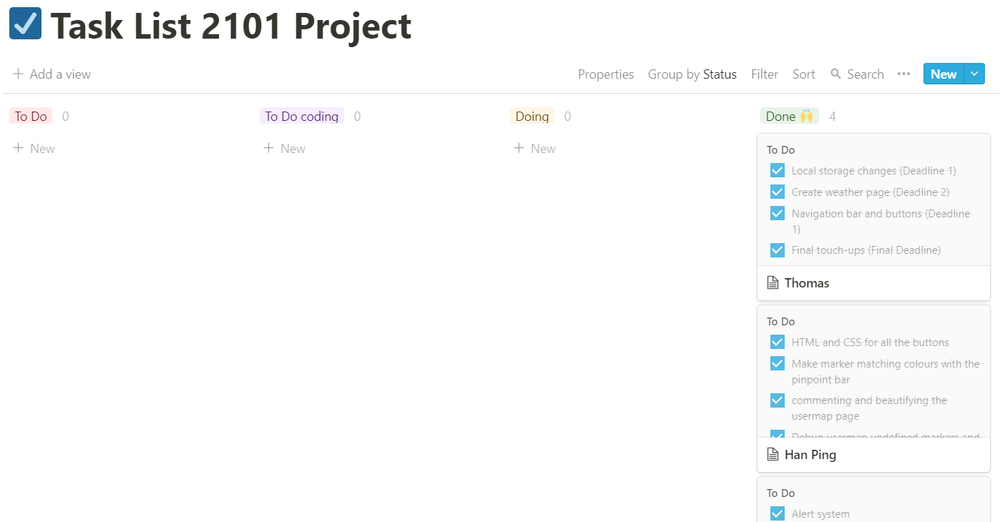 Task List 2101 Project
Add a view
Properties Group by Status Filter Sort Search New
To Do 0
To Do coding 0
Doing 0
Done 🙌 4
New
New
New
To Do
Local storage changes (Deadline 1)
Create weather page (Deadline 2)
Navigation bar and buttons (Deadline
1)
Final touch-ups (Final Deadline)
Thomas
To Do
HTML and CSS for all the buttons
Make marker matching colours with the
pinpoint bar
commenting and beautifying the
usermap page
Debug usermap undefined markers and
Han Ping
To Do
Alert system